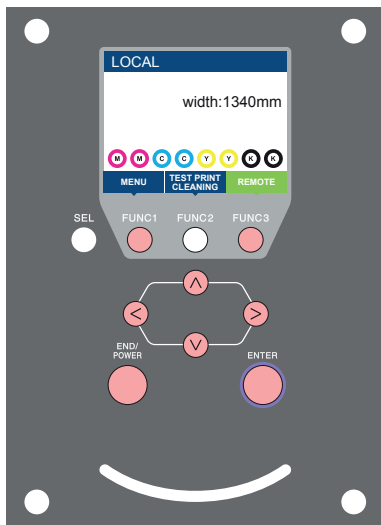 LOCAL
width:1340mm
M M C C Y Y K K
MENU TEST PRINT CLEANING REMOTE
SEL FUNC1 FUNC2 FUNC3
END/
POWER
ENTER